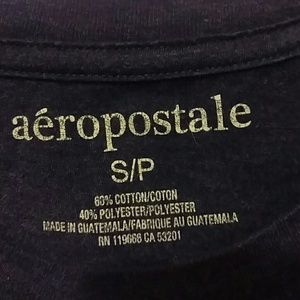 aéropostale
S/P
60% COTTON/COTON
40% POLYESTER/POLYESTER
MADE IN GUATEMALA/FABRIQUE AU GUATEMALA
RN 119668 CA 53201